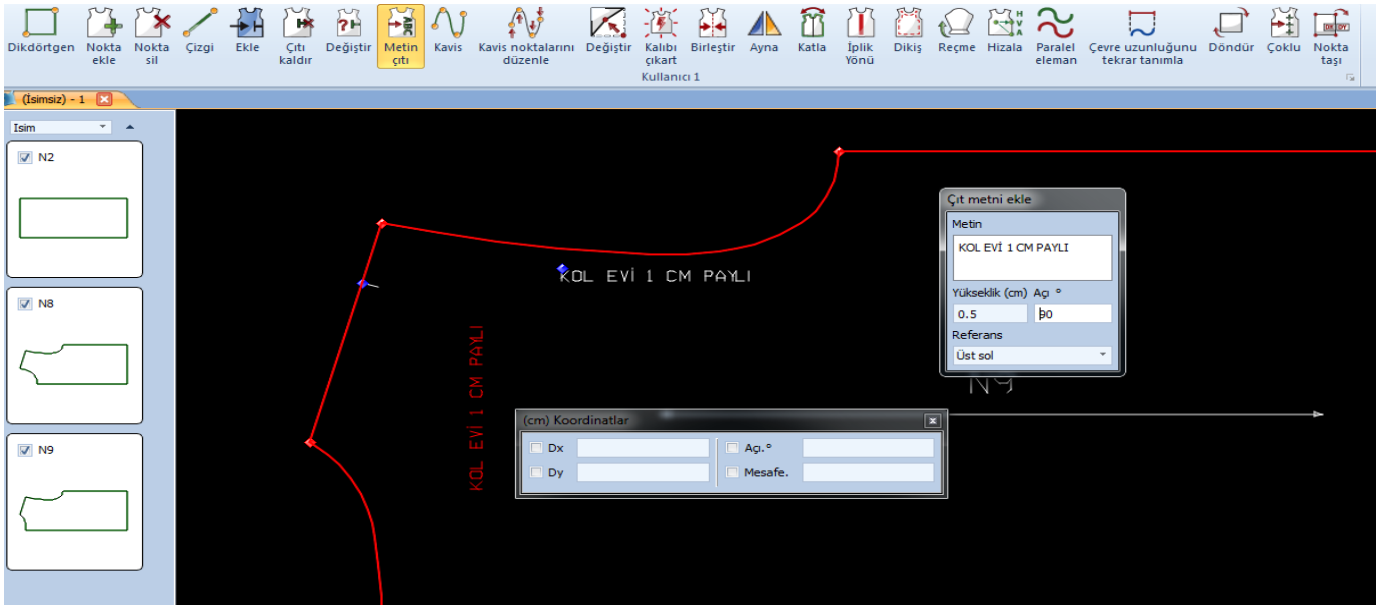 Dikdörtgen Nokta ekle Nokta sil Çizgi Ekle Çıtı kaldır Değiştir Metin çıtı Kavis Kavis noktalarını düzenle Değiştir Kalıbı çıkart Birleştir Ayna Katla İplik Yönü Dikiş Reçme Hizala Paralel eleman Çevre uzunluğunu tekrar tanımla Döndür Çoklu Nokta taşı
Kullanıcı 1
(İsimsiz) - 1
Isim
N2
N8
N9
KOL EVİ 1 CM PAYLI
KOL EVİ 1 CM PAYLI
Çıt metni ekle
Metin
KOL EVİ 1 CM PAYLI
Yükseklik (cm) Açı °
0.5 90
Referans
Üst sol
N9
(cm) Koordinatlar
Dx Açı.°
Dy Mesafe.